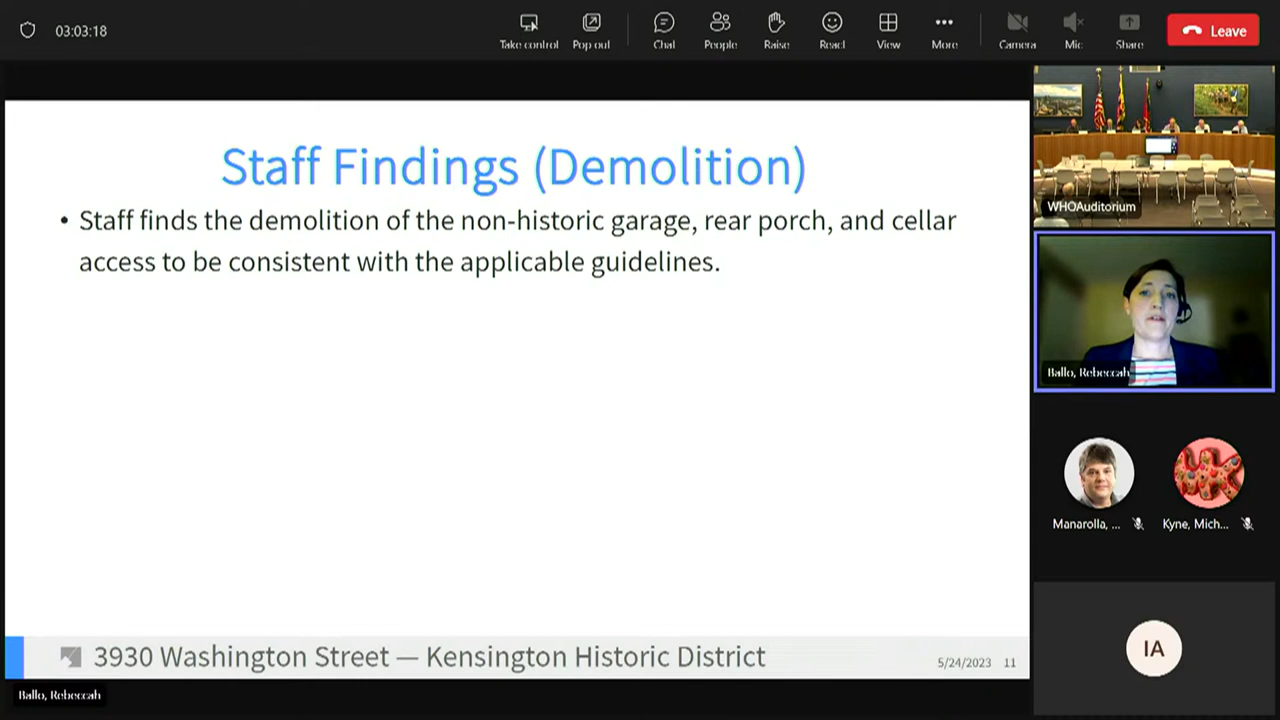 03:03:18
Take control
Pop out
Chat
People
Raise
React
View
More
Camera
Mic
Share
Leave
Staff Findings (Demolition)
• Staff finds the demolition of the non-historic garage, rear porch, and cellar
access to be consistent with the applicable guidelines.
3930 Washington Street — Kensington Historic District
5/24/2023 11
Ballo, Rebeccah
WHOAuditorium
Ballo, Rebeccah
Manarolla, ...
Kyne, Mich...
IA